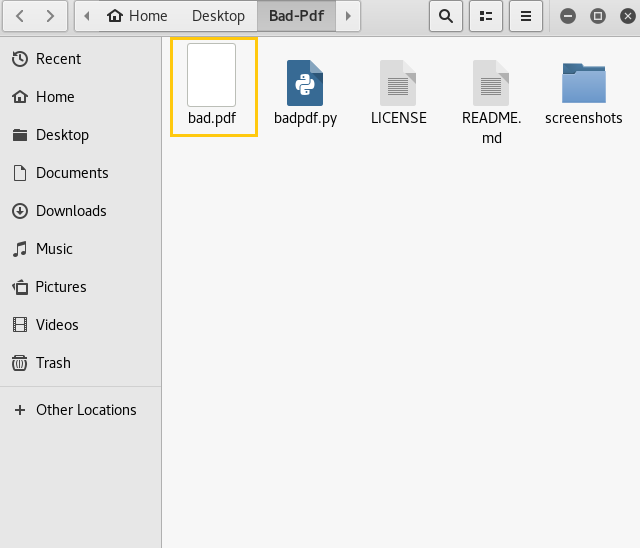 Home Desktop Bad-Pdf
Recent
Home
Desktop
Documents
Downloads
Music
Pictures
Videos
Trash
Other Locations
bad.pdf badpdf.py LICENSE README. screenshots
md